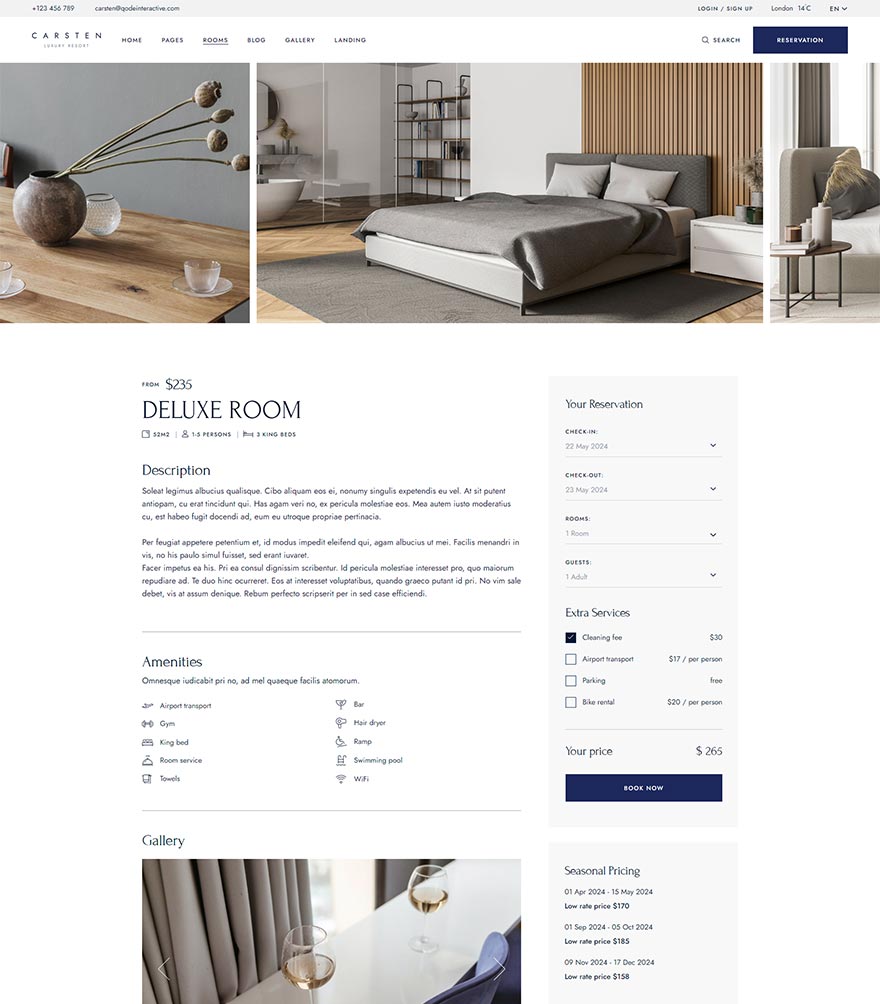 +123 456 789 carsten@qodeinteractive.com LOGIN / SIGN UP London 14°C EN
CARSTEN
LUXURY RESORT
HOME PAGES ROOMS BLOG GALLERY LANDING SEARCH RESERVATION
FROM $235
DELUXE ROOM
52M2 | 1-5 PERSONS | 3 KING BEDS
Description
Soleat legimus albucius qualisque. Cibo aliquam eos ei, nonumy singulis expetendis eu vel. At sit putent
antiopam, cu erat tincidunt qui. Has agam veri no, ex pericula molestiae eos. Mea autem iusto moderatius
cu, est habeo fugit docendi ad, eum eu utroque propriae pertinacia.
Per feugiat appetere petentium et, id modus impedit eleifend qui, agam albucius ut mei. Facilis menandri in
vis, no his paulo simul fuisset, sed erant iuvaret.
Facer impetus ea his. Pri ea consul dignissim scribentur. Id pericula molestiae interesset pro, quo maiorum
repudiare ad. Te duo hinc ocurreret. Eos at interesset voluptatibus, quando graeco putant id pri. No vim sale
debet, vis at assum denique. Rebum perfecto scripserit per in sed case efficiendi.
Amenities
Omnesque iudicabit pri no, ad mel quaeque facilis atomorum.
Airport transport
Gym
King bed
Room service
Towels
Bar
Hair dryer
Ramp
Swimming pool
WiFi
Gallery
Your Reservation
CHECK-IN:
22 May 2024
CHECK-OUT:
23 May 2024
ROOMS:
1 Room
GUESTS:
1 Adult
Extra Services
Cleaning fee $30
Airport transport $17 / per person
Parking free
Bike rental $20 / per person
Your price $ 265
BOOK NOW
Seasonal Pricing
01 Apr 2024 - 15 May 2024
Low rate price $170
01 Sep 2024 - 05 Oct 2024
Low rate price $185
09 Nov 2024 - 17 Dec 2024
Low rate price $158